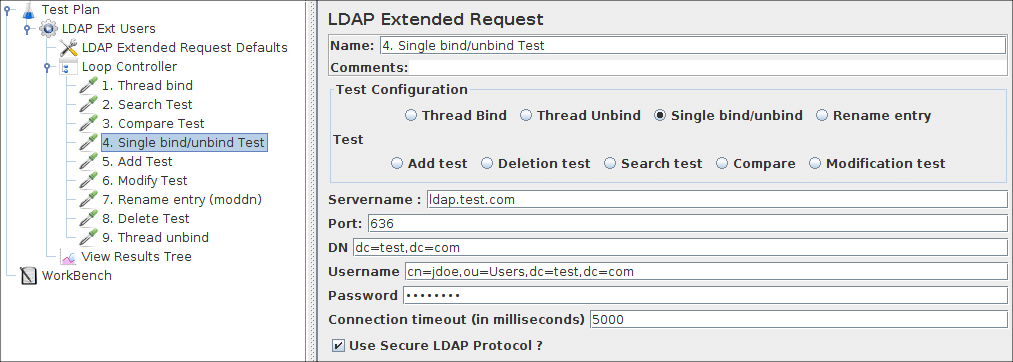 Test Plan
LDAP Ext Users
LDAP Extended Request Defaults
Loop Controller
1. Thread bind
2. Search Test
3. Compare Test
4. Single bind/unbind Test
5. Add Test
6. Modify Test
7. Rename entry (moddn)
8. Delete Test
9. Thread unbind
View Results Tree
WorkBench
LDAP Extended Request
Name: 4. Single bind/unbind Test
Comments:
Test Configuration
Thread Bind Thread Unbind Single bind/unbind Rename entry
Test
Add test Deletion test Search test Compare Modification test
Servername : ldap.test.com
Port: 636
DN dc=test,dc=com
Username cn=jdoe,ou=Users,dc=test,dc=com
Password ••••••••
Connection timeout (in milliseconds) 5000
Use Secure LDAP Protocol ?